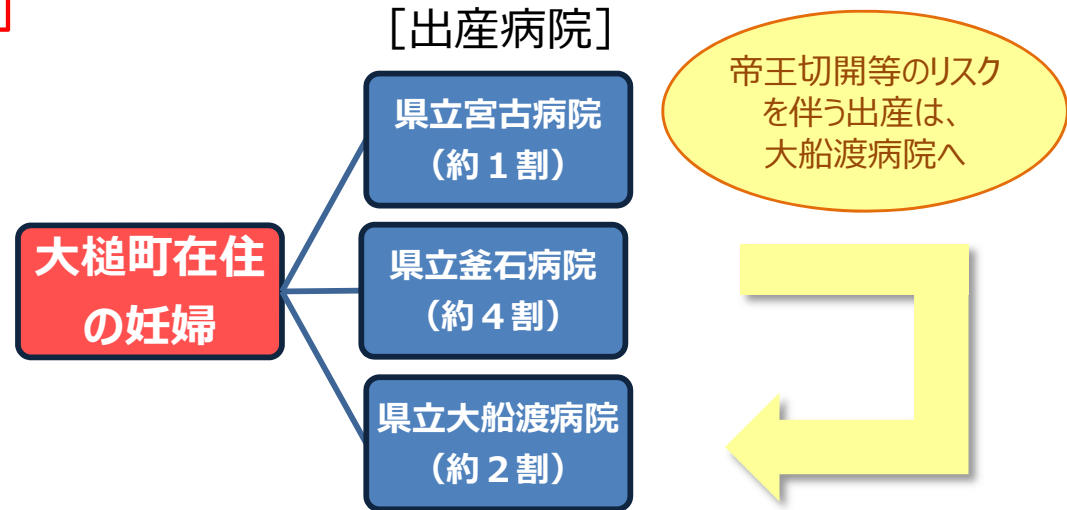 [出産病院]
帝王切開等のリスク
を伴う出産は、
大船渡病院へ
県立宮古病院
(約1割)
大槌町在住
の妊婦
県立釜石病院
(約4割)
県立大船渡病院
(約2割)